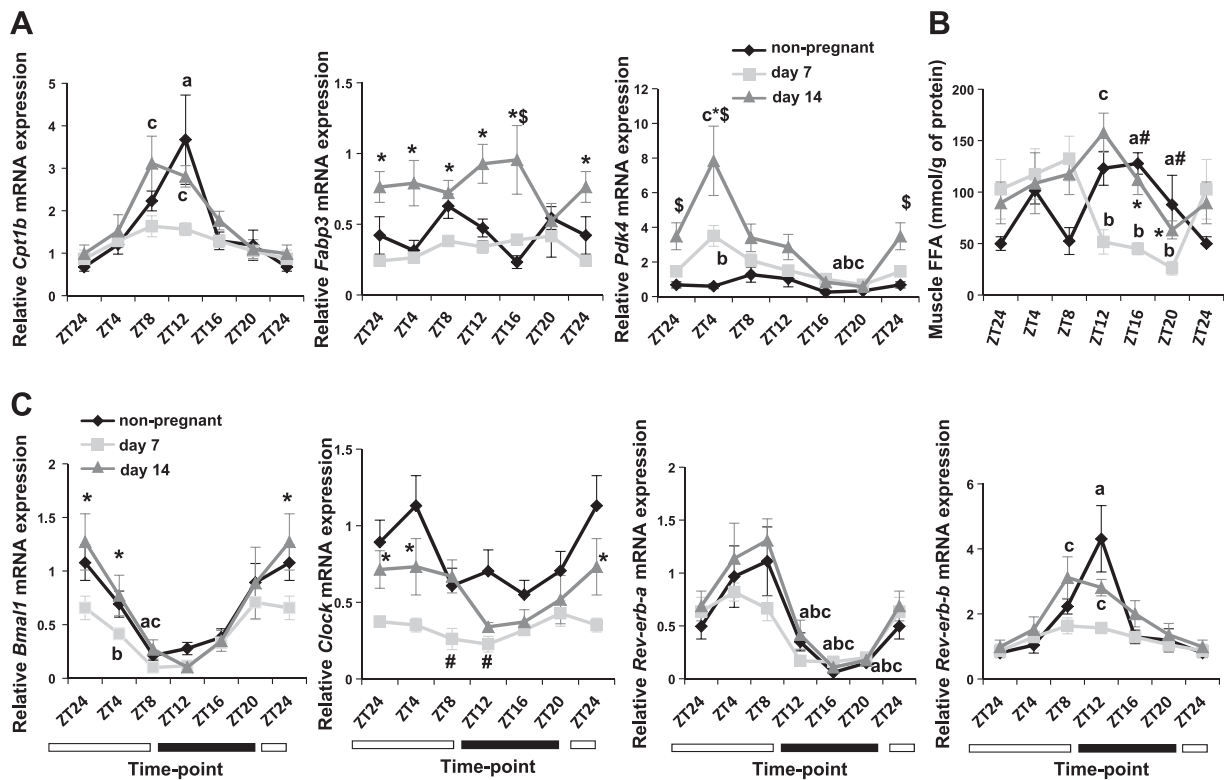 A
Relative Cpt1b mRNA expression
5
4
3
2
1
0
c
a
c
ZT24
ZT4
ZT8
ZT12
ZT16
ZT20
ZT24
Relative Fabp3 mRNA expression
1.5
1
0.5
0
*
*
*
*
*$
*
ZT24
ZT4
ZT8
ZT12
ZT16
ZT20
ZT24
non-pregnant
day 7
day 14
Relative Pdk4 mRNA expression
12
10
8
6
4
2
0
$
c*$
b
abc
$
ZT24
ZT4
ZT8
ZT12
ZT16
ZT20
ZT24
B
Muscle FFA (mmol/g of protein)
200
150
100
50
0
c
a#
a#
b
*
b
*
b
ZT24
ZT4
ZT8
ZT12
ZT16
ZT20
ZT24
C
non-pregnant
day 7
day 14
Relative Bmal1 mRNA expression
2
1.5
1
0.5
0
*
*
ac
b
*
ZT24
ZT4
ZT8
ZT12
ZT16
ZT20
ZT24
Time-point
Relative Clock mRNA expression
1.5
1
0.5
0
*
*
#
#
*
ZT24
ZT4
ZT8
ZT12
ZT16
ZT20
ZT24
Time-point
Relative Rev-erb-a mRNA expression
2
1.5
1
0.5
0
abc
abc
abc
ZT24
ZT4
ZT8
ZT12
ZT16
ZT20
ZT24
Time-point
Relative Rev-erb-b mRNA expression
6
4
2
0
c
a
c
ZT24
ZT4
ZT8
ZT12
ZT16
ZT20
ZT24
Time-point